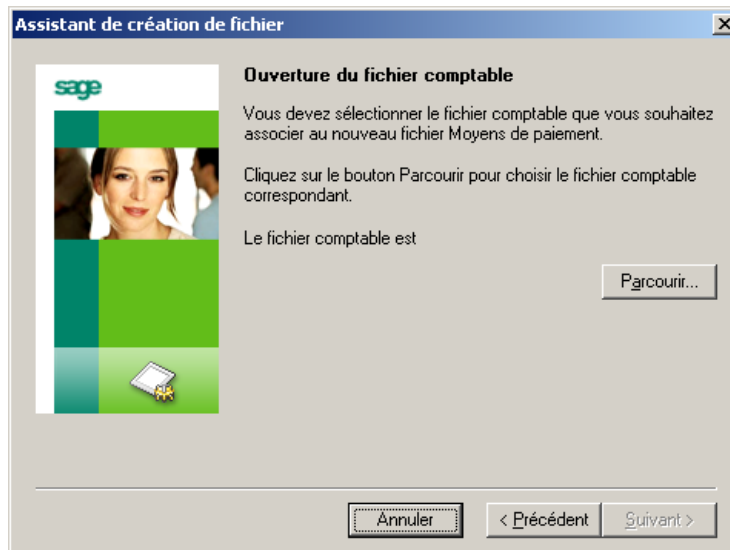 Assistant de création de fichier
sage
Ouverture du fichier comptable
Vous devez sélectionner le fichier comptable que vous souhaitez
associer au nouveau fichier Moyens de paiement.
Cliquez sur le bouton Parcourir pour choisir le fichier comptable
correspondant.
Le fichier comptable est
Parcourir...
Annuler
< Précédent
Suivant >